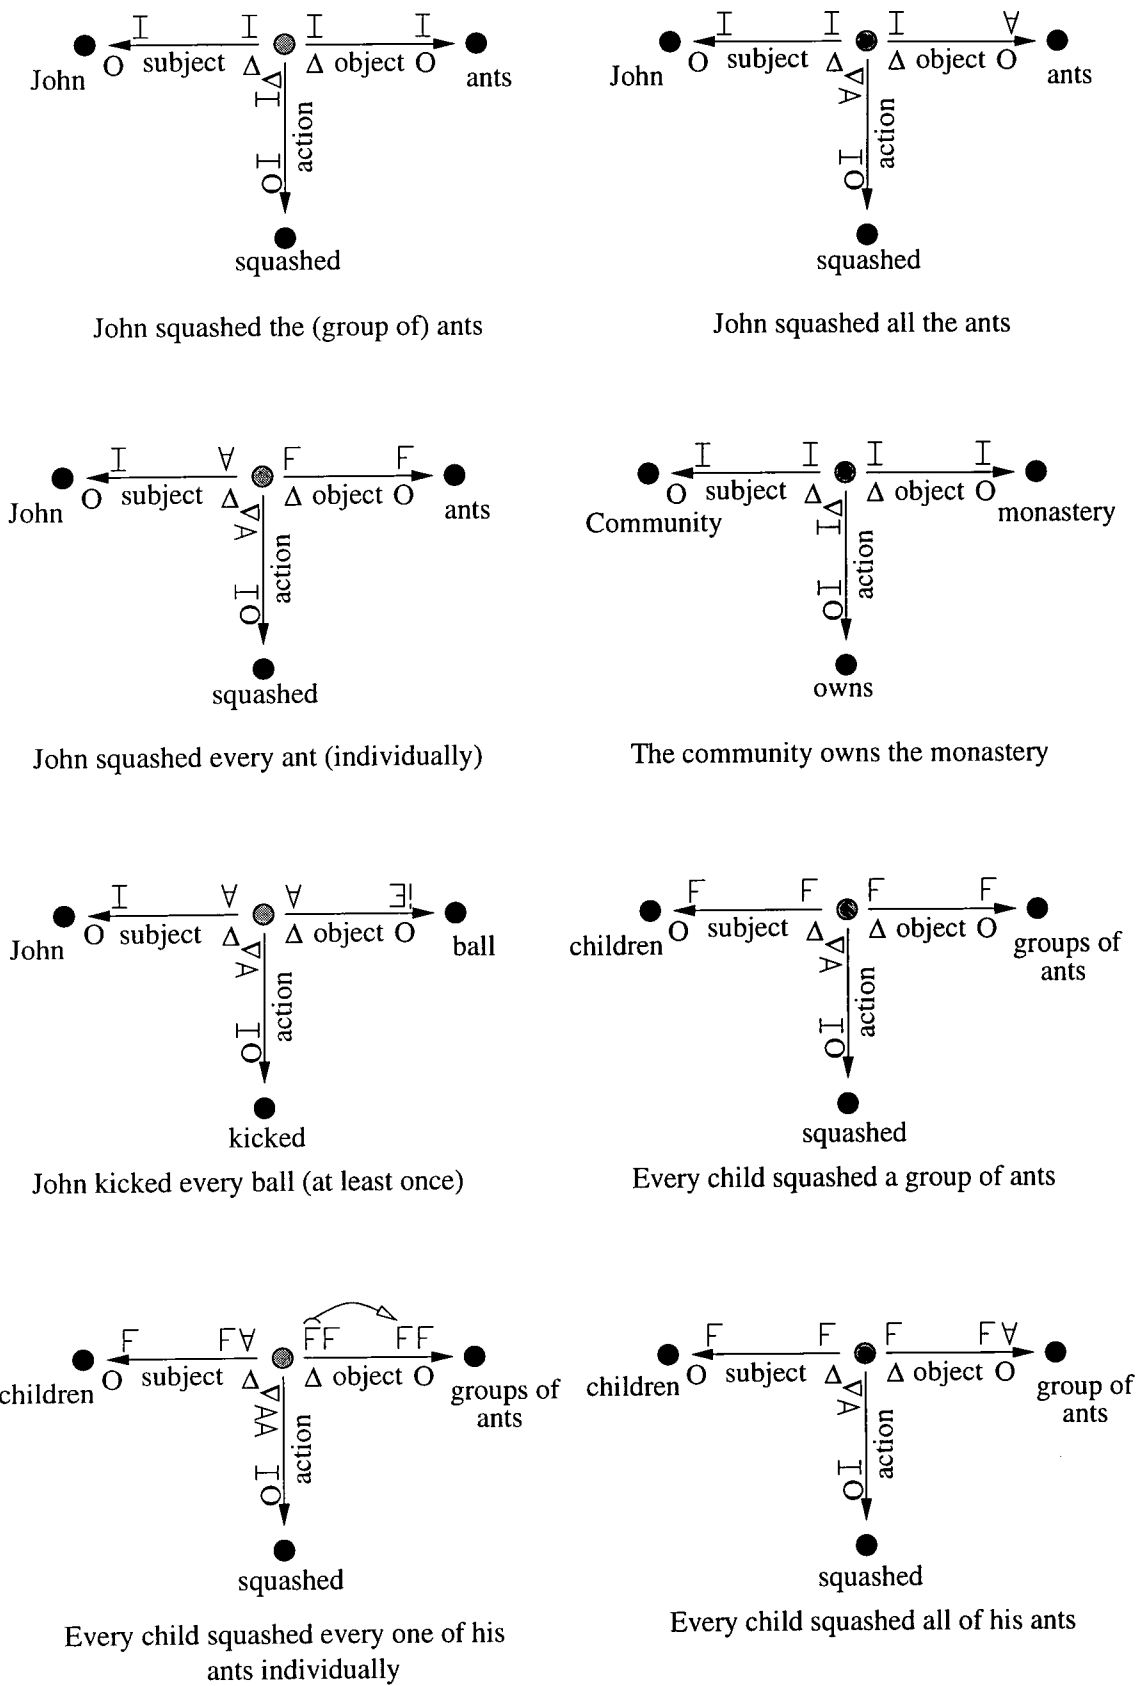 I I I I
John O subject Δ Δ object O ants
Δ I action I O
squashed
John squashed the (group of) ants
I I I ∀
John O subject Δ Δ object O ants
Δ ∀ action I O
squashed
John squashed all the ants
I ∀ F F
John O subject Δ Δ object O ants
Δ ∀ action I O
squashed
John squashed every ant (individually)
I I I I
Community O subject Δ Δ object O monastery
Δ I action I O
owns
The community owns the monastery
I ∀ ∀ ∃!
John O subject Δ Δ object O ball
Δ ∀ action I O
kicked
John kicked every ball (at least once)
F F F F
children O subject Δ Δ object O groups of
ants
Δ ∀ action I O
squashed
Every child squashed a group of ants
F F∀ FF FF
children O subject Δ Δ object O groups of
ants
Δ ∀∀ action I O
squashed
Every child squashed every one of his
ants individually
F F F F∀
children O subject Δ Δ object O group of
ants
Δ ∀ action I O
squashed
Every child squashed all of his ants